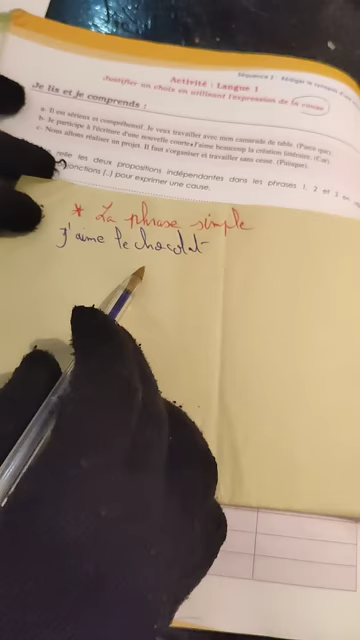 Activité : Langue 1
Justifier un choix en utilisant l'expression de la cause
Je lis et je comprends :
a- Il est sérieux et compréhensif. Je veux travailler avec mon camarade de table. (Parce que)
b- Je participe à l'écriture d'une nouvelle courte. J'aime beaucoup la création littéraire. (Car)
c- Nous allons réaliser un projet. Il faut s'organiser et travailler sans cesse. (Puisque)
les deux propositions indépendantes dans les phrases 1, 2 et 3 en
pour exprimer une cause.
* La phrase simple
J'aime le chocolat